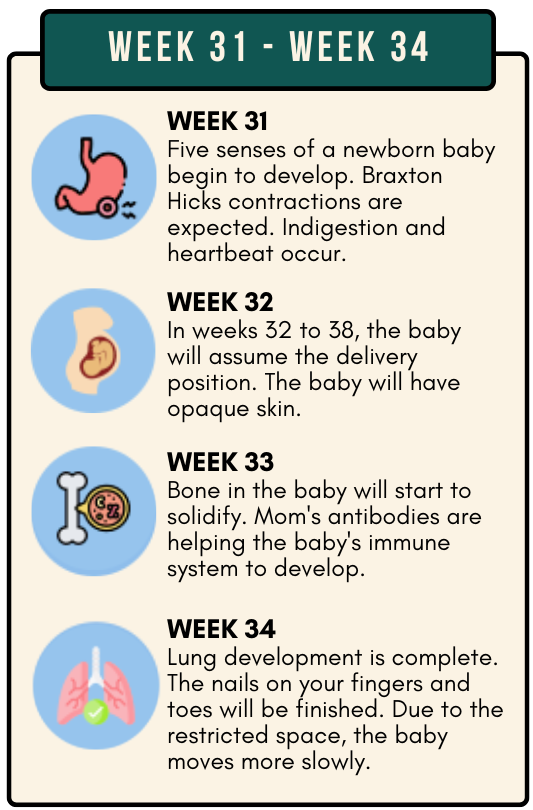 WEEK 31 - WEEK 34
WEEK 31
Five senses of a newborn baby
begin to develop. Braxton
Hicks contractions are
expected. Indigestion and
heartbeat occur.
WEEK 32
In weeks 32 to 38, the baby
will assume the delivery
position. The baby will have
opaque skin.
WEEK 33
Bone in the baby will start to
solidify. Mom's antibodies are
helping the baby's immune
system to develop.
WEEK 34
Lung development is complete.
The nails on your fingers and
toes will be finished. Due to the
restricted space, the baby
moves more slowly.